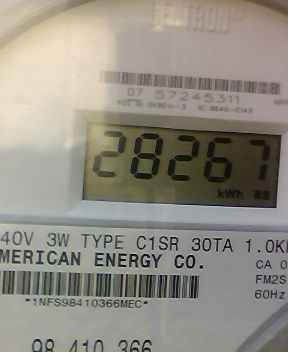 CENTRON®
07 57245311
28267
kWh
40V 3W TYPE C1SR 30TA 1.0K
MERICAN ENERGY CO.
CA 0
FM2S
*1NFS98410366MEC*
60Hz
98 410 366